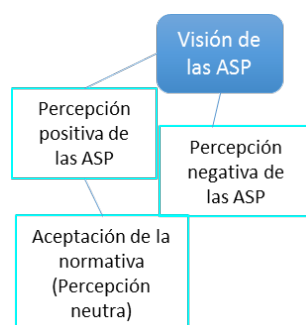 Visión de
las ASP
Percepción
positiva de
las ASP
Percepción
negativa de
las ASP
Aceptación de la
normativa
(Percepción
neutra)